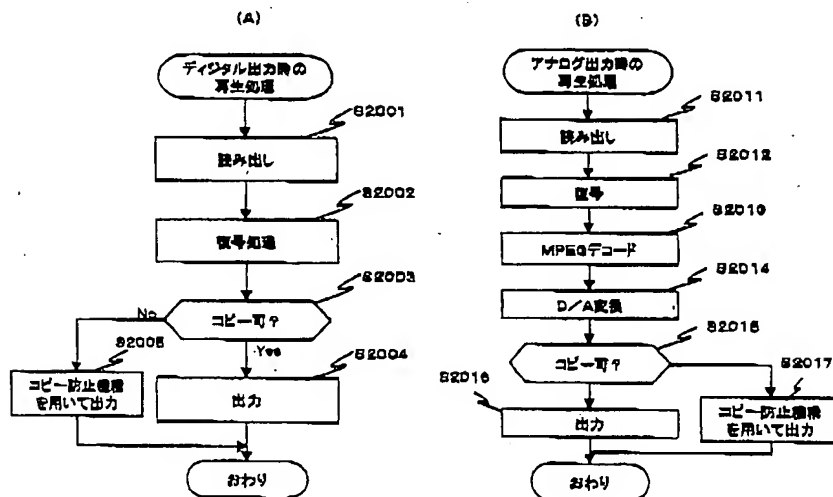 (A)
ディジタル出力時の
再生処理
S2001
読み出し
S2002
復号処理
S2003
コピー可?
No
Yes
S2005
コピー防止機構
を用いて出力
S2004
出力
おわり
(B)
アナログ出力時の
再生処理
S2011
読み出し
S2012
復号
S2013
MPEGデコード
S2014
D/A変換
S2015
コピー可?
S2016
出力
S2017
コピー防止機構
を用いて出力
おわり